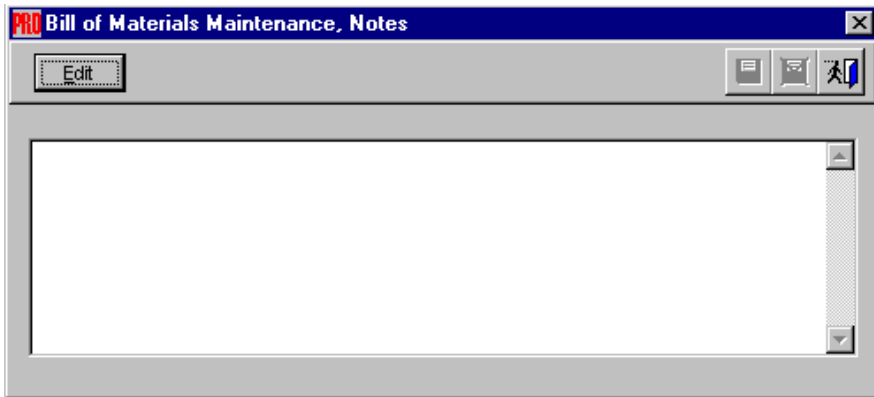 PRO Bill of Materials Maintenance, Notes
Edit